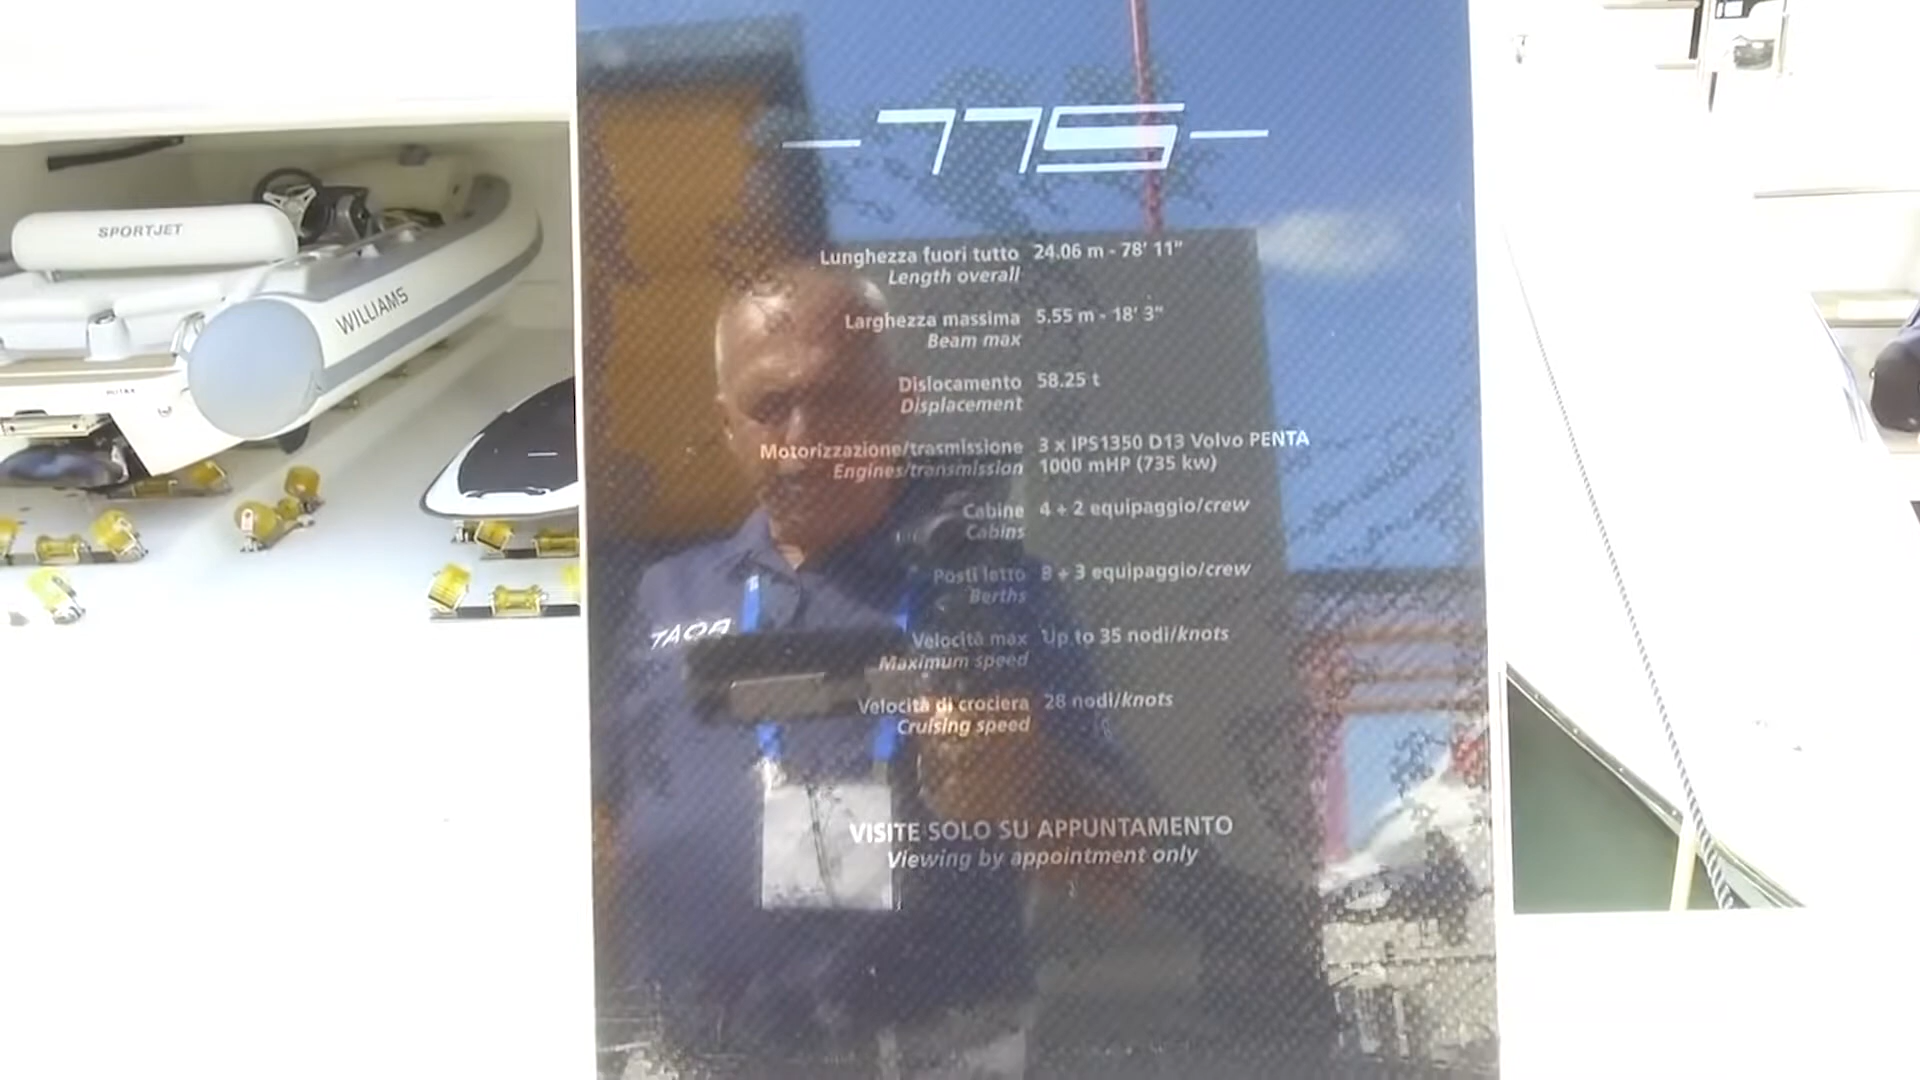 77S
SPORTJET
WILLIAMS
Lunghezza fuori tutto 24.06 m - 78' 11"
Length overall
Larghezza massima 5.55 m - 18' 3"
Beam max
Dislocamento 58.25 t
Displacement
Motorizzazione/trasmissione 3 x IPS1350 D13 Volvo PENTA
Engines/transmission 1000 mHP (735 kw)
Cabine 4 + 2 equipaggio/crew
Cabins
Posti letto 8 + 3 equipaggio/crew
Berths
Velocità max Up to 35 nodi/knots
Maximum speed
Velocità di crociera 28 nodi/knots
Cruising speed
VISITE SOLO SU APPUNTAMENTO
Viewing by appointment only